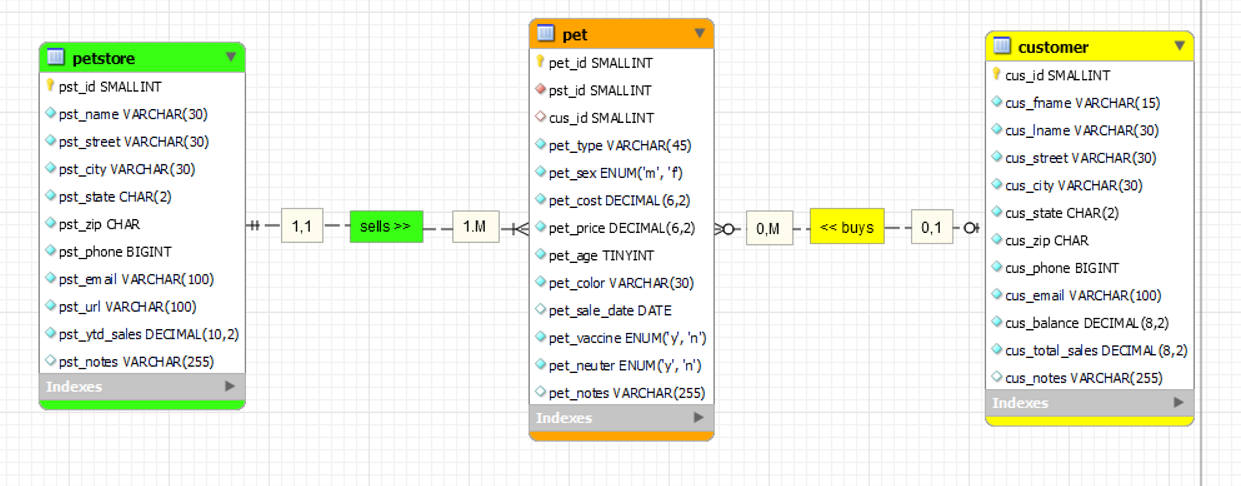 petstore
pst_id SMALLINT
pst_name VARCHAR(30)
pst_street VARCHAR(30)
pst_city VARCHAR(30)
pst_state CHAR(2)
pst_zip CHAR
pst_phone BIGINT
pst_email VARCHAR(100)
pst_url VARCHAR(100)
pst_ytd_sales DECIMAL(10,2)
pst_notes VARCHAR(255)
Indexes
1,1
sells >>
1.M
pet
pet_id SMALLINT
pst_id SMALLINT
cus_id SMALLINT
pet_type VARCHAR(45)
pet_sex ENUM('m', 'f')
pet_cost DECIMAL(6,2)
pet_price DECIMAL(6,2)
pet_age TINYINT
pet_color VARCHAR(30)
pet_sale_date DATE
pet_vaccine ENUM('y', 'n')
pet_neuter ENUM('y', 'n')
pet_notes VARCHAR(255)
Indexes
0,M
<< buys
0,1
customer
cus_id SMALLINT
cus_fname VARCHAR(15)
cus_lname VARCHAR(30)
cus_street VARCHAR(30)
cus_city VARCHAR(30)
cus_state CHAR(2)
cus_zip CHAR
cus_phone BIGINT
cus_email VARCHAR(100)
cus_balance DECIMAL(8,2)
cus_total_sales DECIMAL(8,2)
cus_notes VARCHAR(255)
Indexes